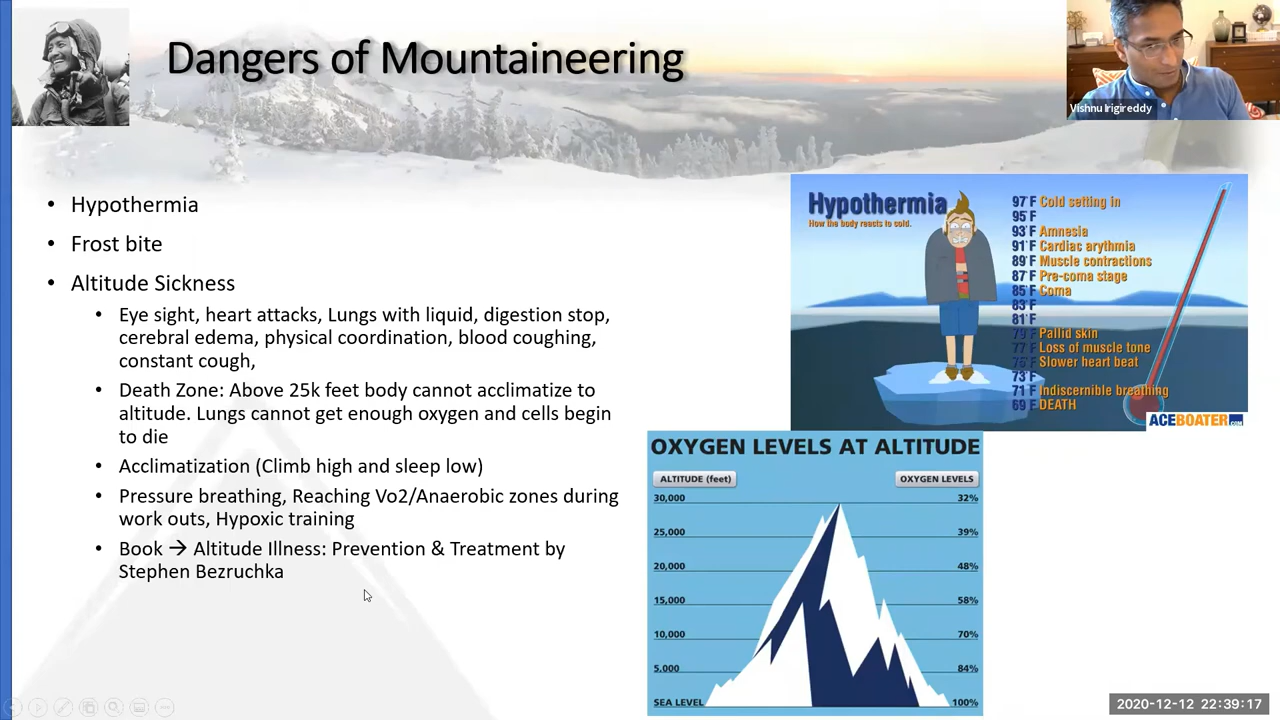 Dangers of Mountaineering
Vishnu Irigireddy
• Hypothermia
• Frost bite
• Altitude Sickness
• Eye sight, heart attacks, Lungs with liquid, digestion stop,
cerebral edema, physical coordination, blood coughing,
constant cough,
• Death Zone: Above 25k feet body cannot acclimatize to
altitude. Lungs cannot get enough oxygen and cells begin
to die
• Acclimatization (Climb high and sleep low)
• Pressure breathing, Reaching Vo2/Anaerobic zones during
work outs, Hypoxic training
• Book → Altitude Illness: Prevention & Treatment by
Stephen Bezruchka
Hypothermia
How the body reacts to cold.
97°F Cold setting in
95°F
93°F Amnesia
91°F Cardiac arythmia
89°F Muscle contractions
87°F Pre-coma stage
85°F Coma
83°F
81°F
79°F Pallid skin
77°F Loss of muscle tone
75°F Slower heart beat
73°F
71°F Indiscernible breathing
69°F DEATH
ACEBOATER.COM
OXYGEN LEVELS AT ALTITUDE
ALTITUDE (feet) OXYGEN LEVELS
30,000 32%
25,000 39%
20,000 48%
15,000 58%
10,000 70%
5,000 84%
SEA LEVEL 100%
2020-12-12 22:39:17